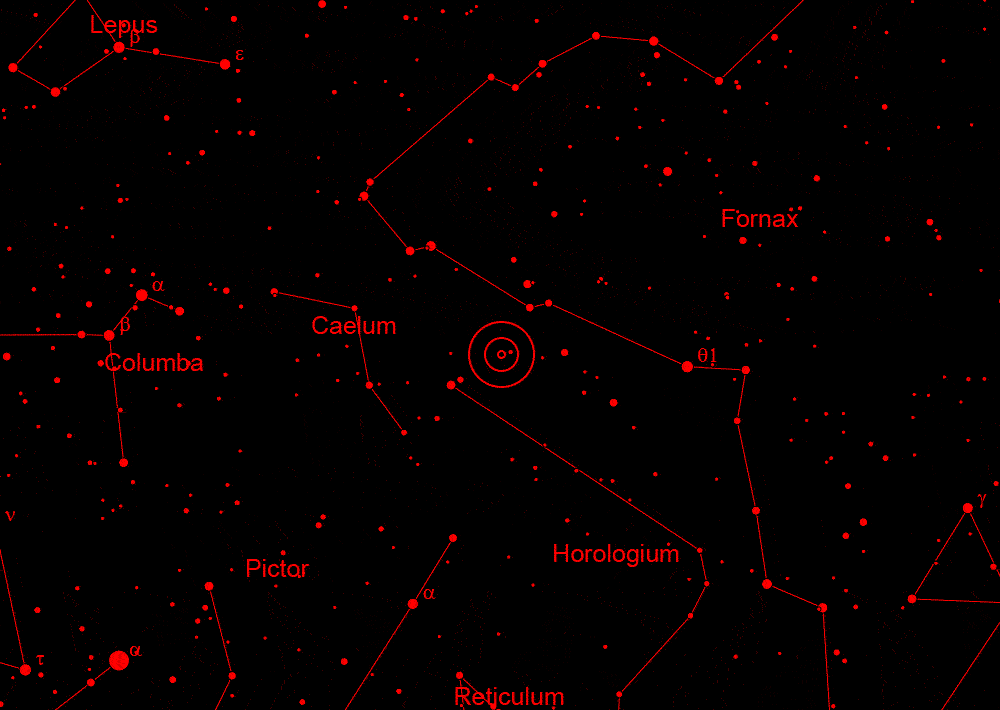 Lepus
β
ε
Fornax
α
β
Caelum
Columba
θ1
γ
ν
Horologium
Pictor
α
τ
α
Reticulum